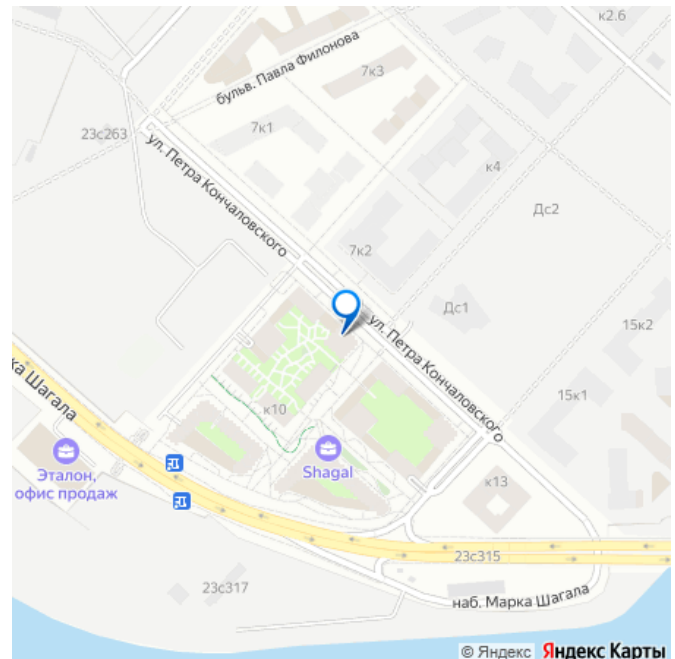 к2.6
бульв. Павла Филонова
7к3
23с263
7к1
ул. Петра Кончаловского
к4
Дс2
7к2
Дс1
ул. Петра Кончаловского
15к2
ка Шагала
15к1
к10
Shagal
Эталон,
офис продаж
к13
23с315
23с317
наб. Марка Шагала
© Яндекс Яндекс Карты